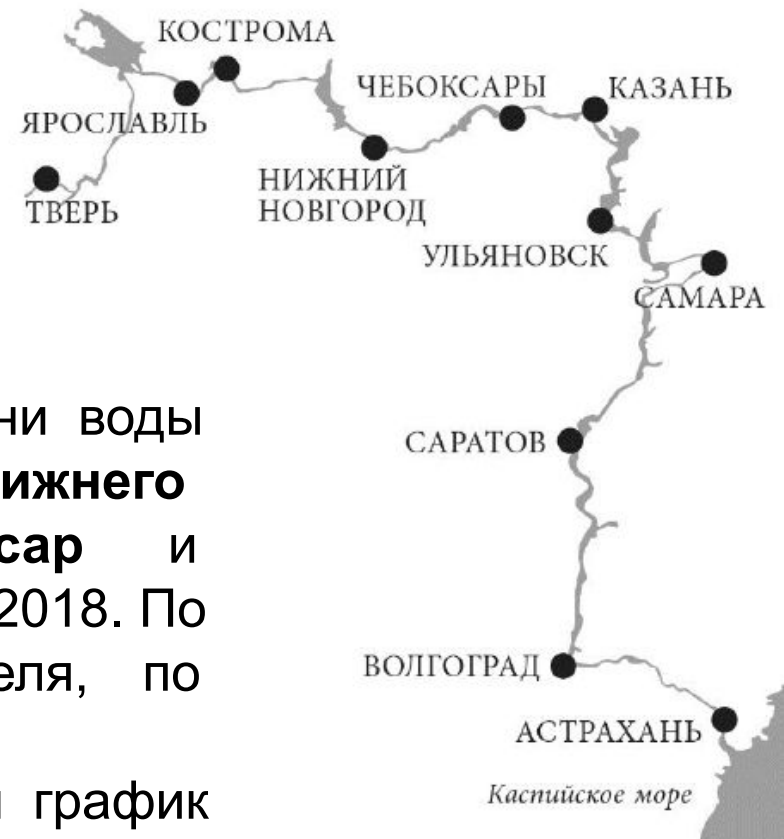 КОСТРОМА
ЧЕБОКСАРЫ
КАЗАНЬ
ЯРОСЛАВЛЬ
НИЖНИЙ
НОВГОРОД
ТВЕРЬ
УЛЬЯНОВСК
САМАРА
ни воды
ижнего
САРАТОВ
сар и
2018. По
еля, по
ВОЛГОГРАД
АСТРАХАНЬ
и график
Каспийское море